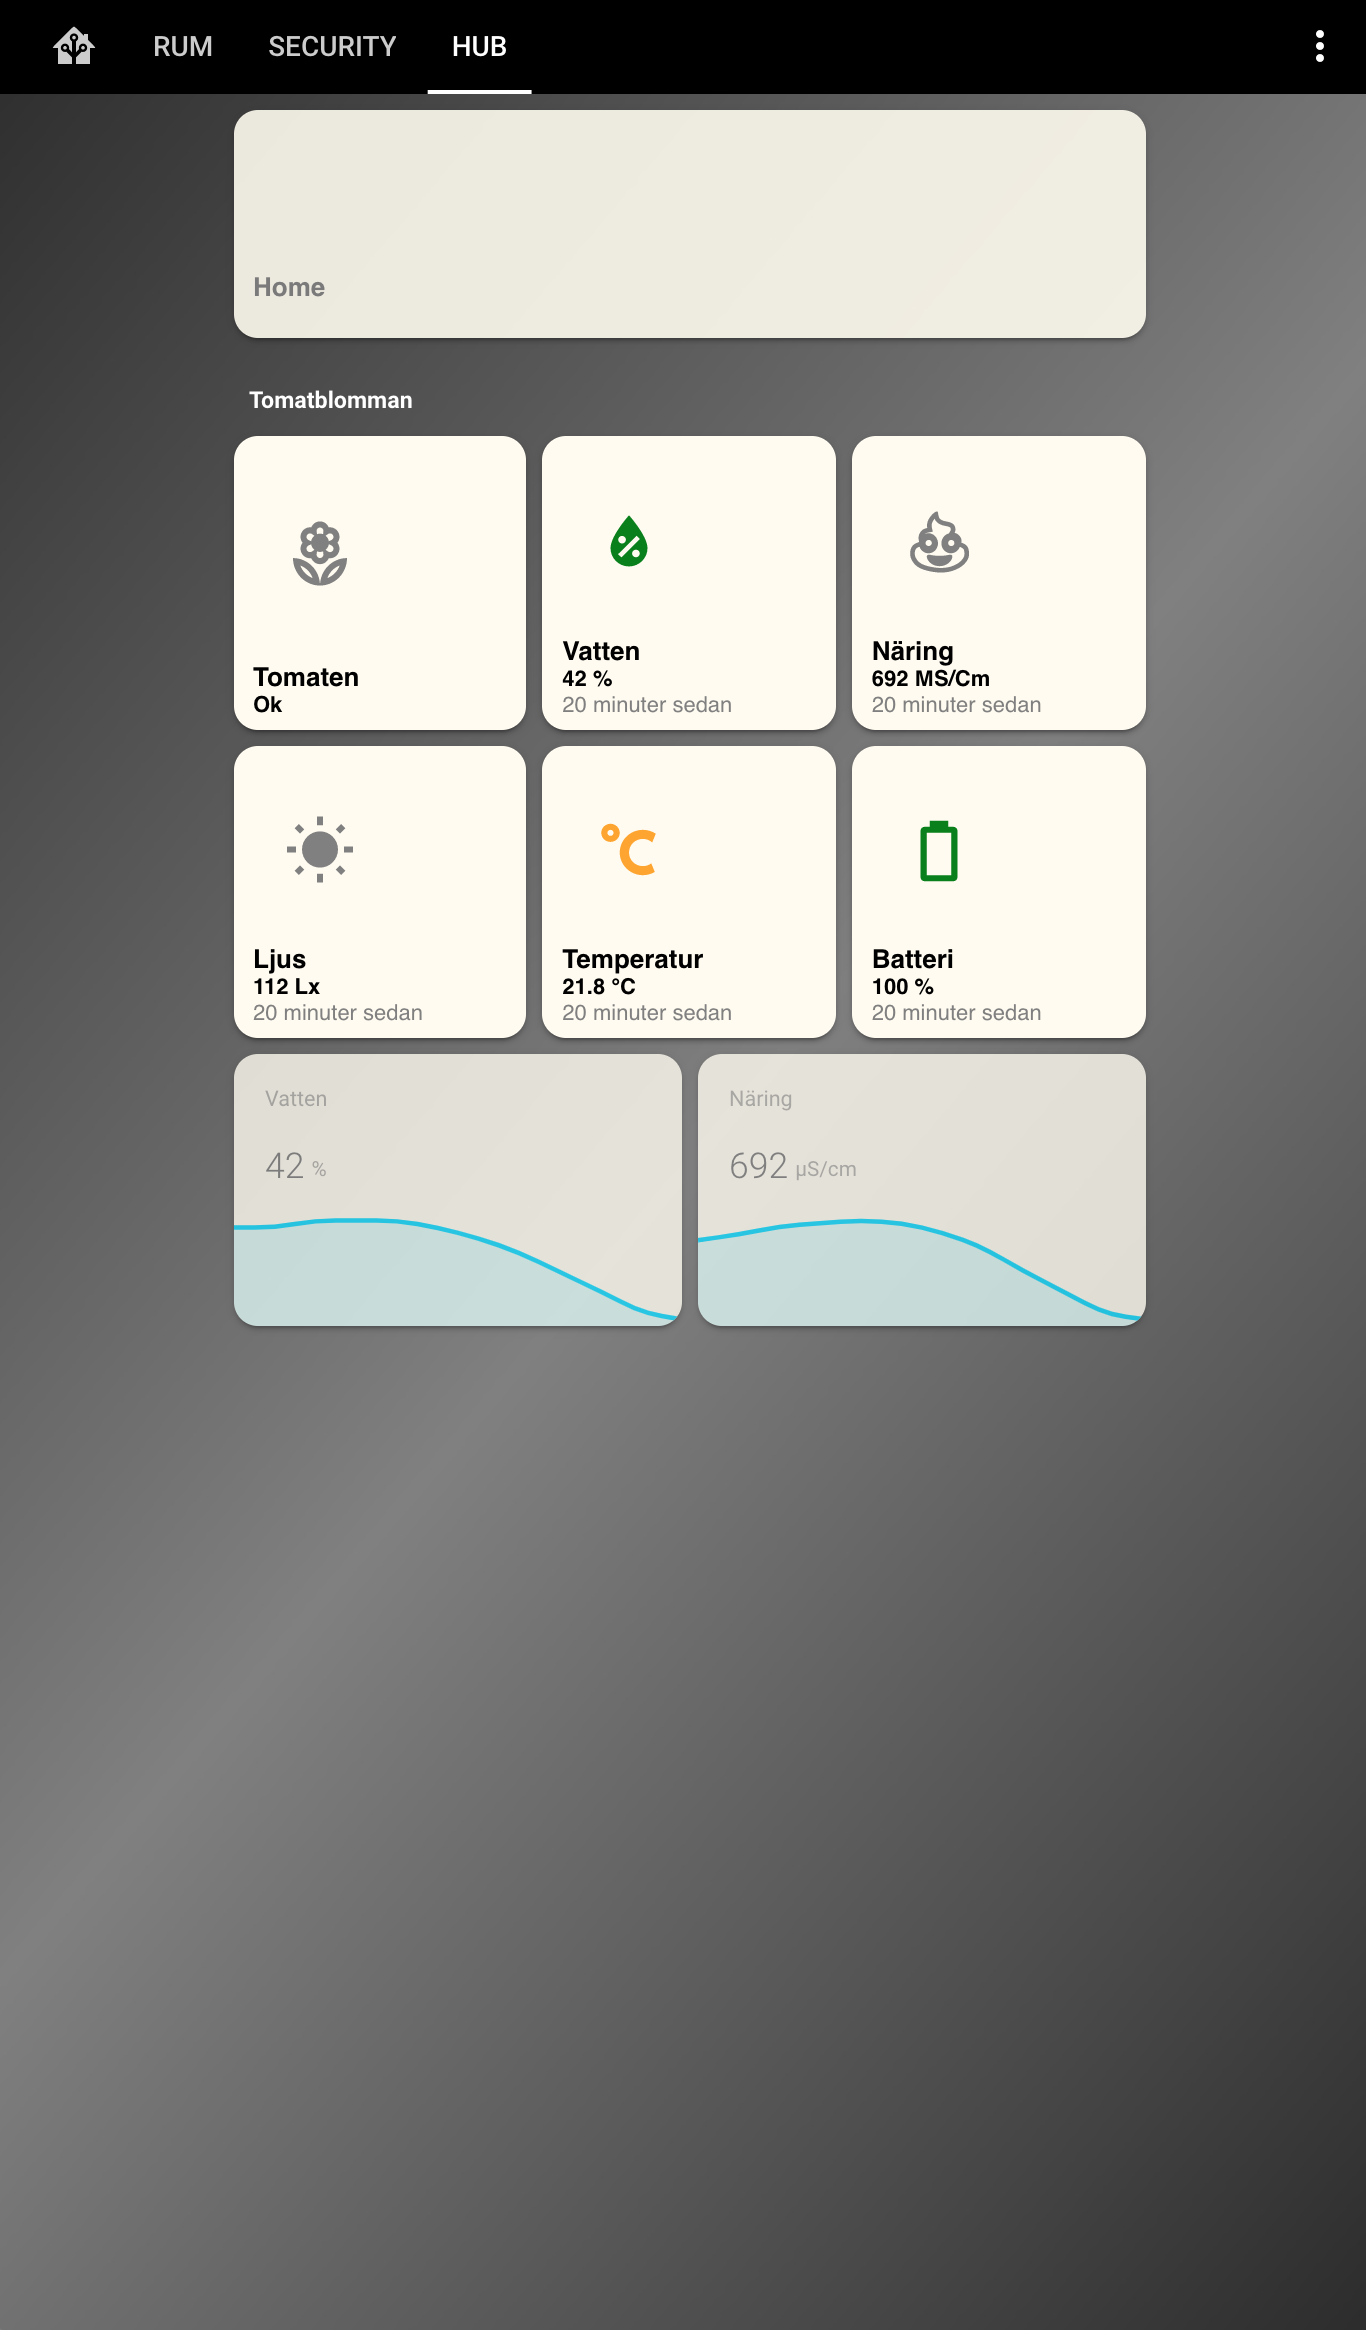 RUM SECURITY HUB
Home
Tomatblomman
Tomaten
Ok
Vatten
42 %
20 minuter sedan
Näring
692 MS/Cm
20 minuter sedan
Ljus
112 Lx
20 minuter sedan
Temperatur
21.8 °C
20 minuter sedan
Batteri
100 %
20 minuter sedan
Vatten
42 %
Näring
692 µS/cm